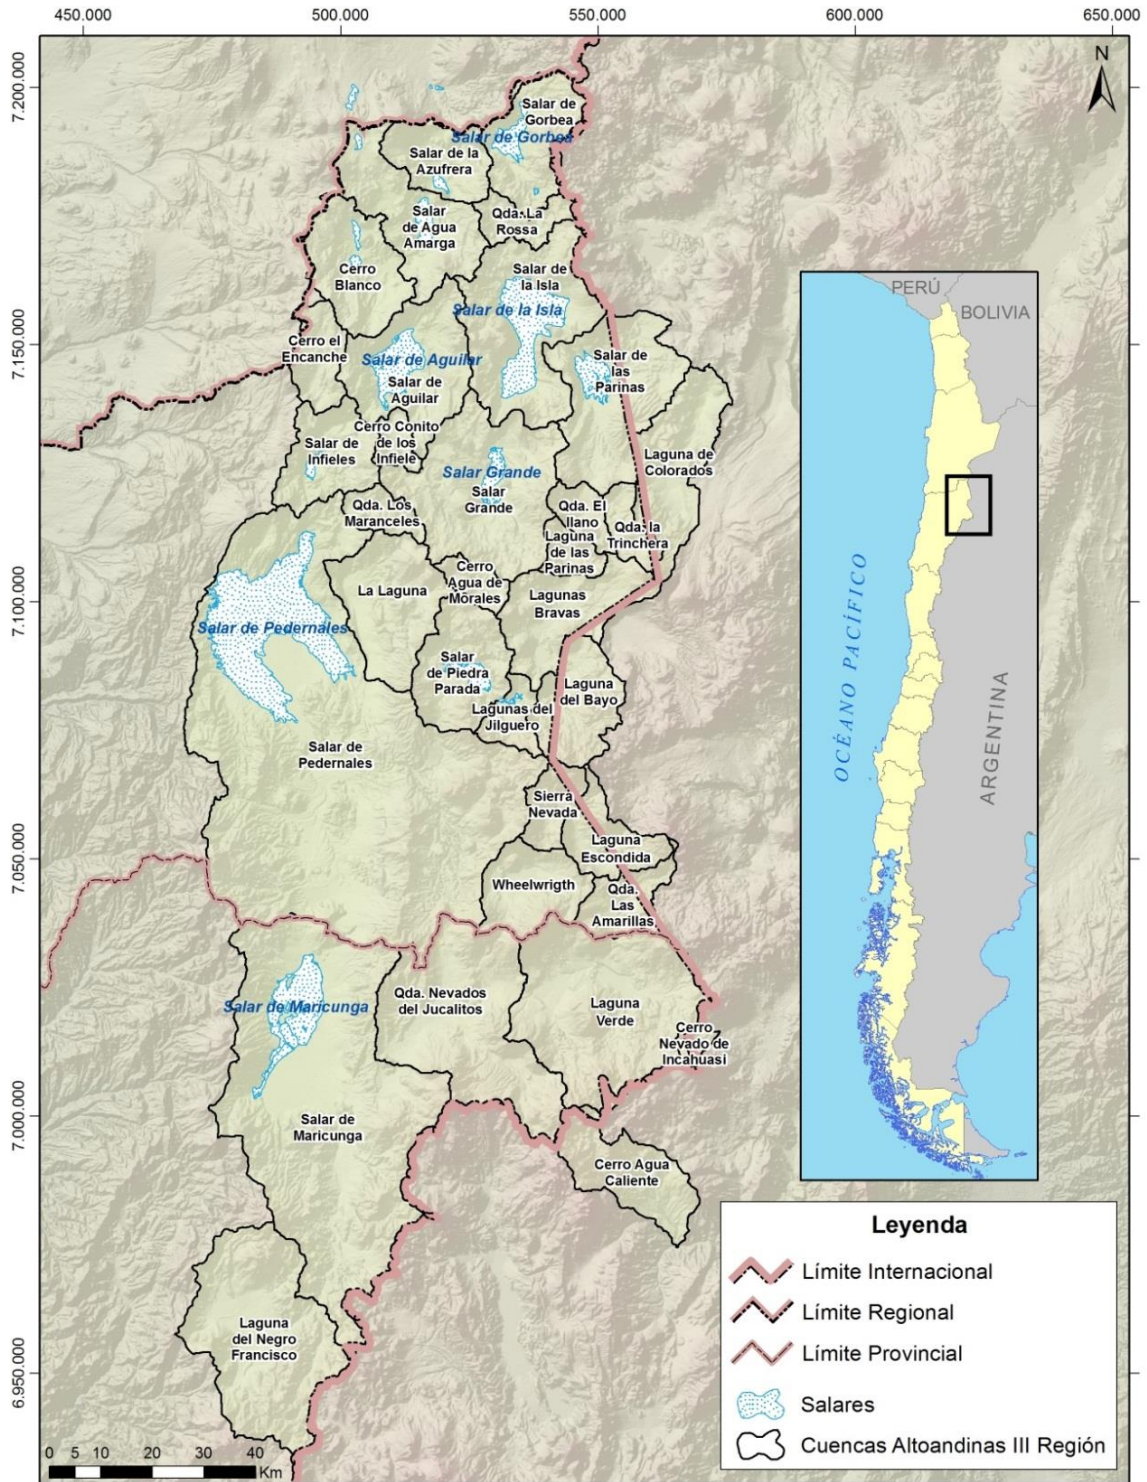 450.000
500.000
550.000
600.000
650.000
7.200.000
7.150.000
7.100.000
7.050.000
7.000.000
6.950.000
N
Salar de
Gorbea
Salar de Gorbea
Salar de la
Azufrera
Salar
de Agua
Amarga
Qda. La
Rossa
Cerro
Blanco
Salar de
la Isla
Salar de la Isla
Cerro el
Encanche
Salar de Aguilar
Salar de
Aguilar
Salar de
las
Parinas
Salar de
Infieles
Cerro Conito
de los
Infiele
Laguna de
Colorados
Salar Grande
Salar
Grande
Qda. Los
Maranceles
Qda. El
llano
Laguna
de las
Parinas
Qda. la
Trinchera
La Laguna
Cerro
Agua de
Morales
Lagunas
Bravas
Salar de Pedernales
Salar
de Piedra
Parada
Laguna
del Bayo
Lagunas del
Jilguero
Salar de
Pedernales
Sierra
Nevada
Laguna
Escondida
Wheelwrigth
Qda.
Las
Amarillas
Salar de Maricunga
Qda. Nevados
del Jucalitos
Laguna
Verde
Cerro
Nevado de
Incahuasi
Salar de
Maricunga
Cerro Agua
Caliente
Laguna
del Negro
Francisco
PERÚ
BOLIVIA
OCÉANO PACÍFICO
ARGENTINA
Leyenda
Límite Internacional
Límite Regional
Límite Provincial
Salares
Cuencas Altoandinas III Región
0 5 10 20 30 40
Km